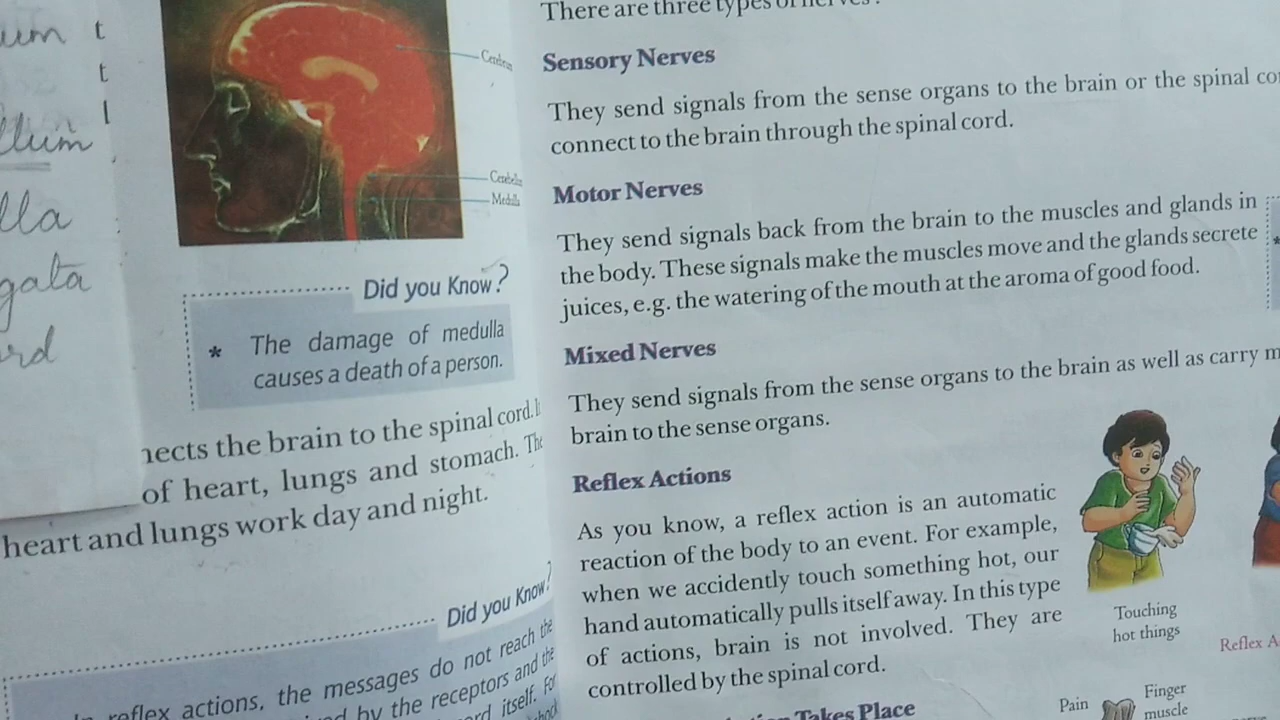 t
t
l
Cerebrum
Medulla
Did you Know?
* The damage of medulla
causes a death of a person.
the brain to the spinal cord.
of heart, lungs and stomach. The
heart and lungs work day and night.
Did you Know?
reflex actions, the messages do not reach the
by the receptors and the
itself. For
There are three types of nerves:
Sensory Nerves
They send signals from the sense organs to the brain or the spinal
connect to the brain through the spinal cord.
Motor Nerves
They send signals back from the brain to the muscles and glands in
the body. These signals make the muscles move and the glands secrete
juices, e.g. the watering of the mouth at the aroma of good food.
*
Mixed Nerves
They send signals from the sense organs to the brain as well as carry
brain to the sense organs.
Reflex Actions
As you know, a reflex action is an automatic
reaction of the body to an event. For example,
when we accidently touch something hot, our
hand automatically pulls itself away. In this type
of actions, brain is not involved. They are
controlled by the spinal cord.
Touching
hot things
Reflex
Takes Place
Pain
Finger
muscle